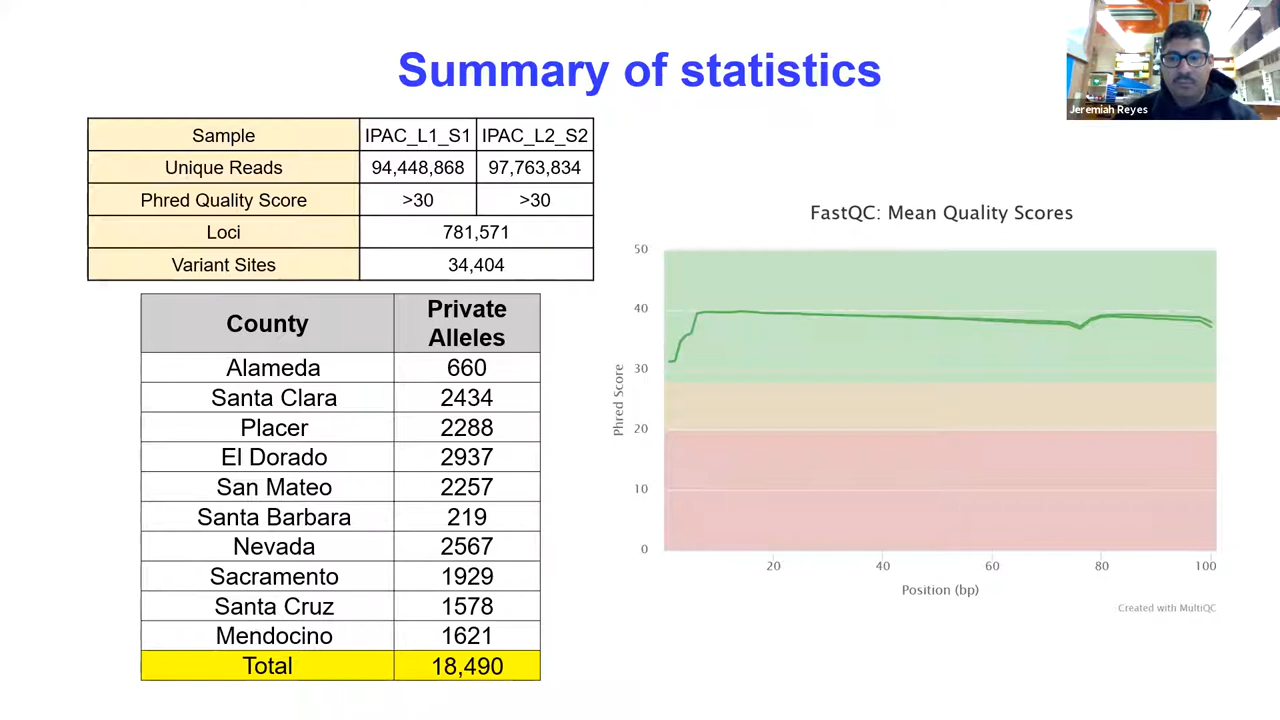 Summary of statistics
Jeremiah Reyes
Sample IPAC_L1_S1 IPAC_L2_S2
Unique Reads 94,448,868 97,763,834
Phred Quality Score >30 >30
Loci 781,571
Variant Sites 34,404
County Private Alleles
Alameda 660
Santa Clara 2434
Placer 2288
El Dorado 2937
San Mateo 2257
Santa Barbara 219
Nevada 2567
Sacramento 1929
Santa Cruz 1578
Mendocino 1621
Total 18,490
FastQC: Mean Quality Scores
Phred Score
50
40
30
20
10
0
20 40 60 80 100
Position (bp)
Created with MultiQC